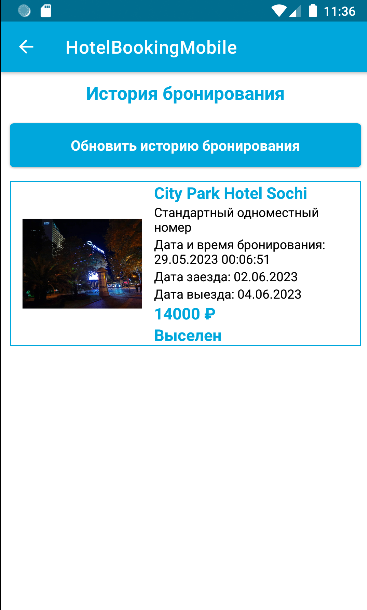 11:36
HotelBookingMobile
История бронирования
Обновить историю бронирования
City Park Hotel Sochi
Стандартный одноместный
номер
Дата и время бронирования:
29.05.2023 00:06:51
Дата заезда: 02.06.2023
Дата выезда: 04.06.2023
14000 ₽
Выселен